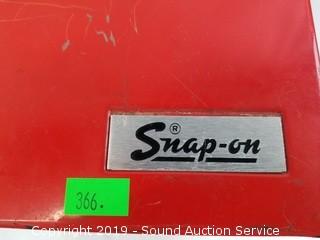 Snap-on ®
366.
Copyright 2019 - Sound Auction Service